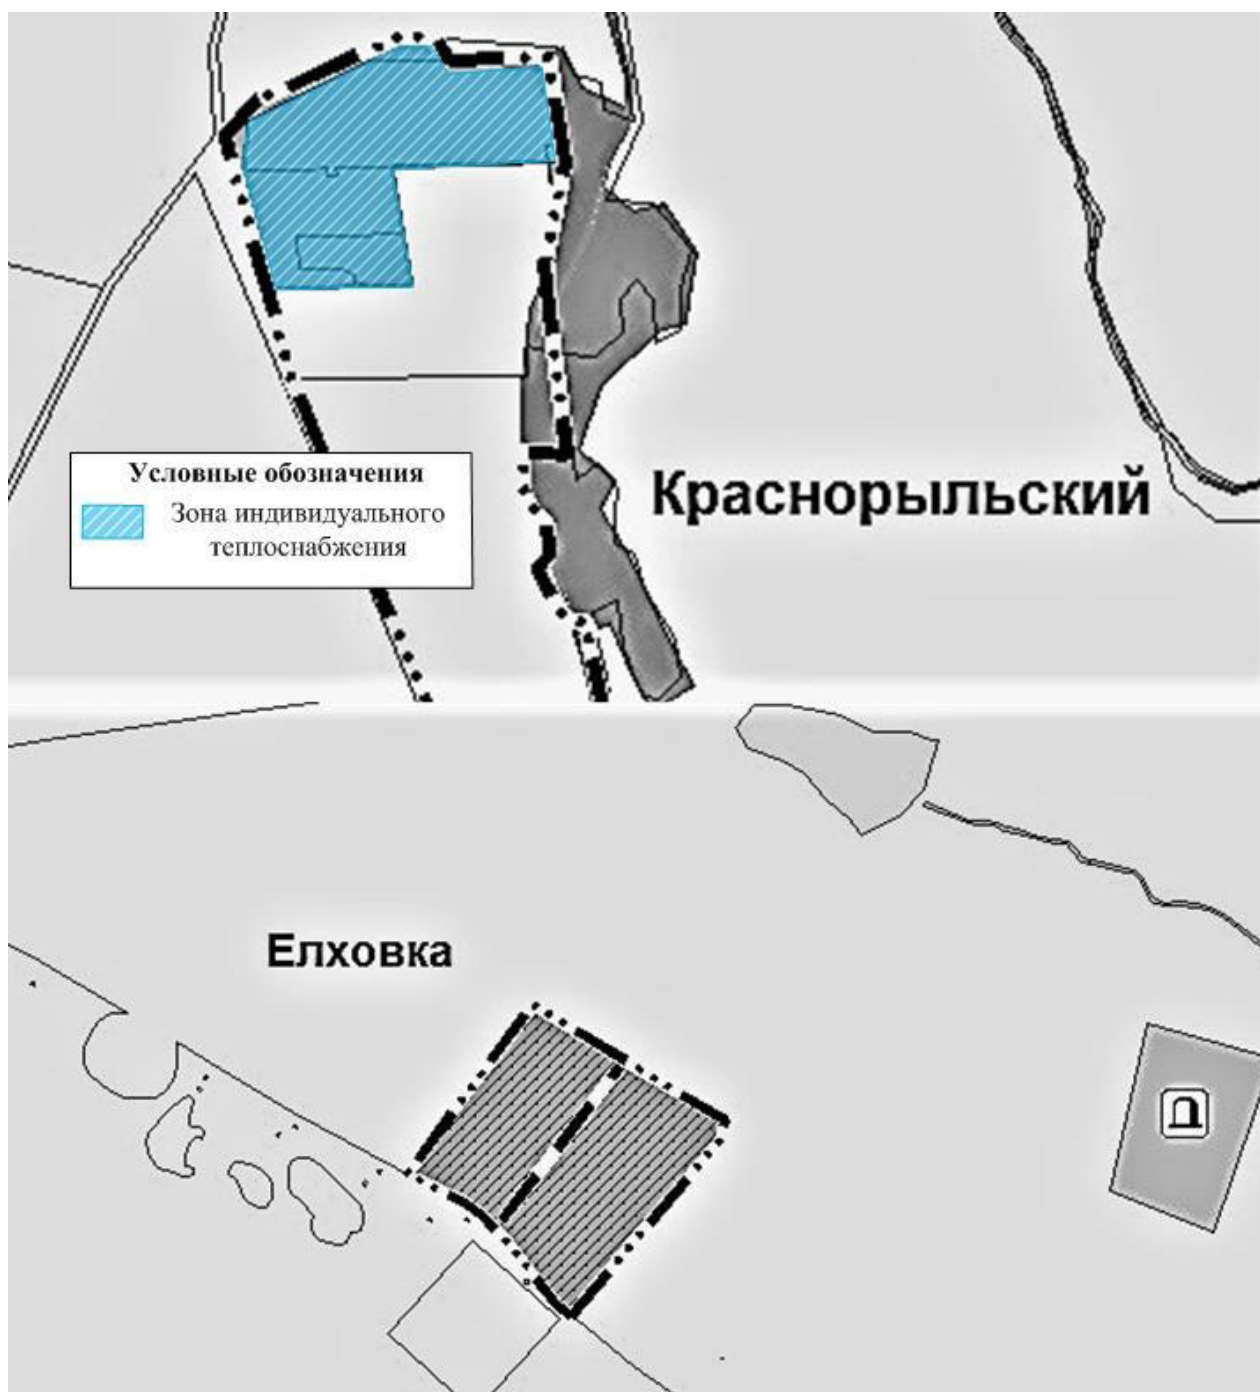 Условные обозначения
Зона индивидуального
теплоснабжения
Краснорыльский
Елховка